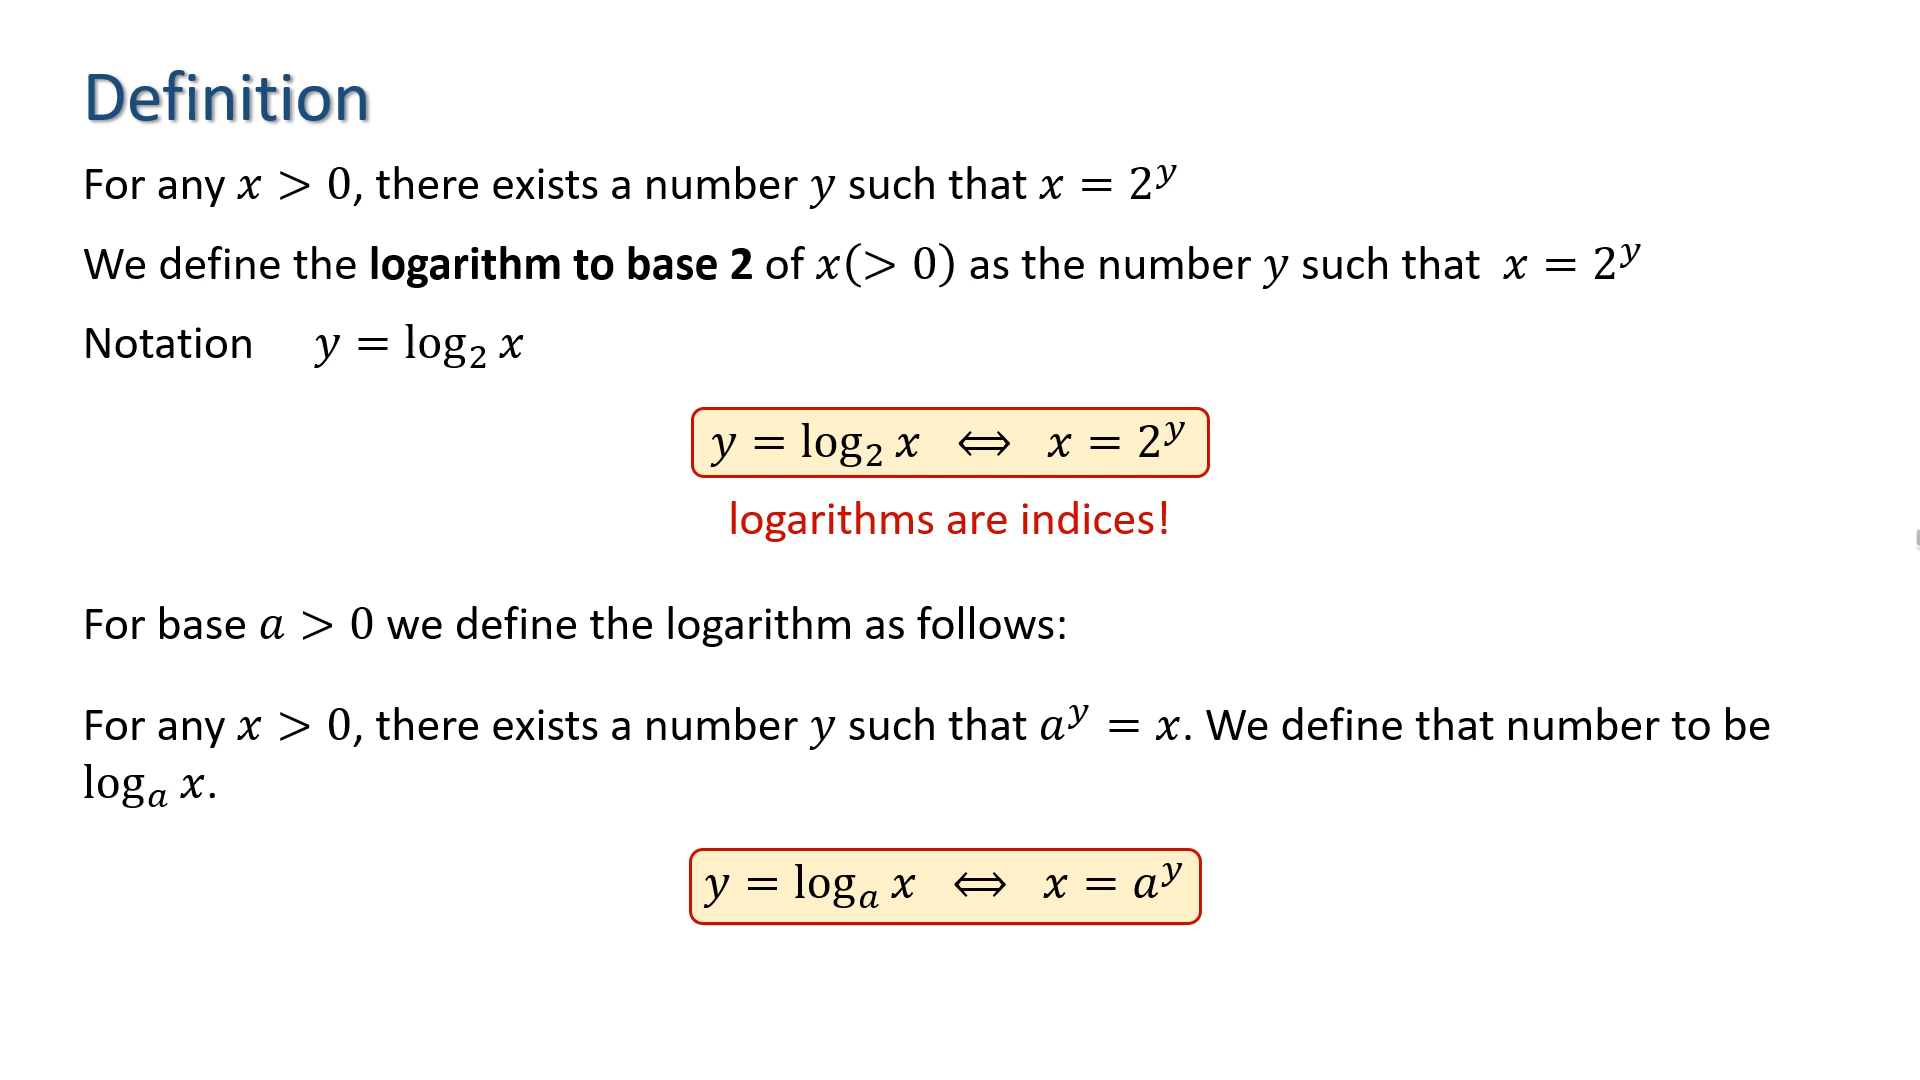 Definition
For any x > 0, there exists a number y such that x = 2^y
We define the logarithm to base 2 of x(> 0) as the number y such that x = 2^y
Notation y = log₂ x
y = log₂ x ⟺ x = 2^y
logarithms are indices!
For base a > 0 we define the logarithm as follows:
For any x > 0, there exists a number y such that a^y = x. We define that number to be
logₐ x.
y = logₐ x ⟺ x = a^y